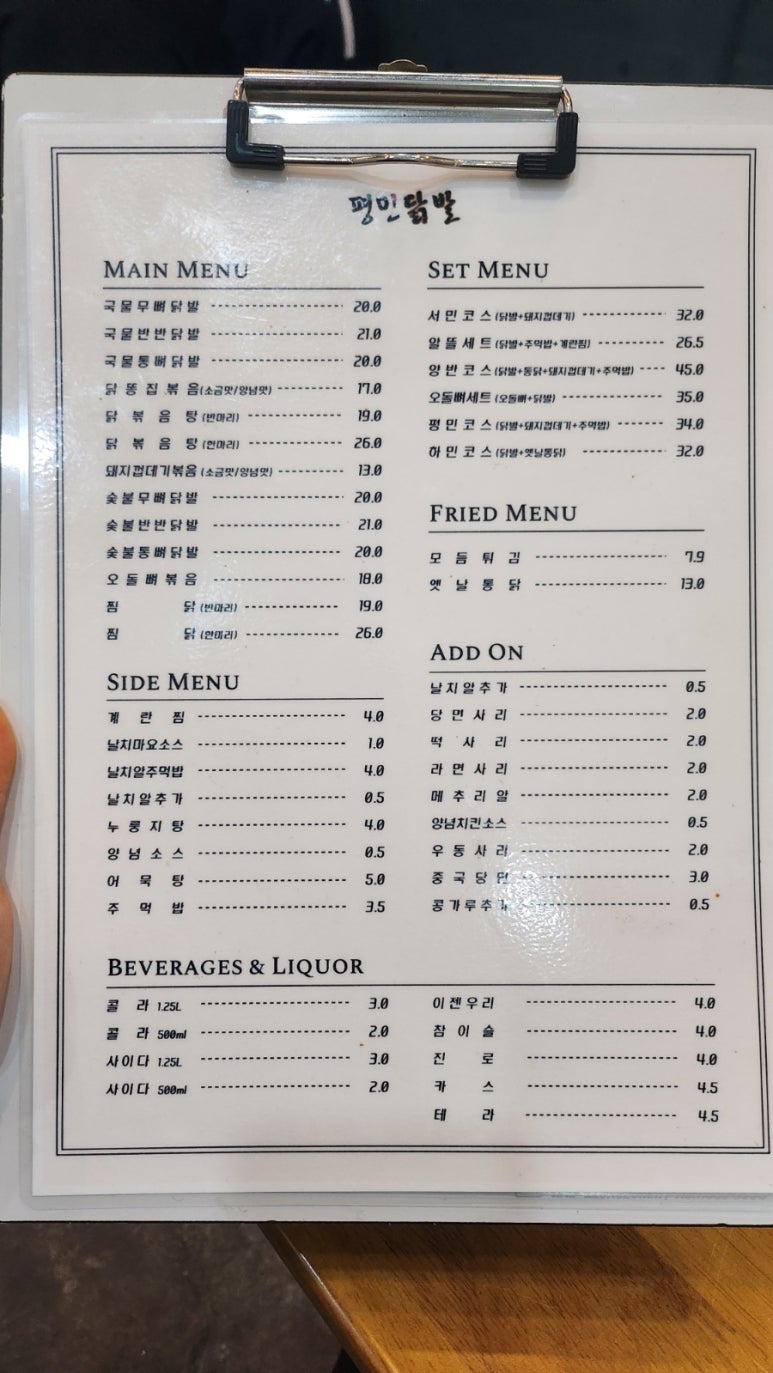 평민닭발
MAIN MENU
국물무뼈닭발 20.0
국물반반닭발 21.0
국물통뼈닭발 20.0
닭똥집볶음(소금맛/양념맛) 17.0
닭볶음탕(반마리) 19.0
닭볶음탕(한마리) 26.0
돼지껍데기볶음(소금맛/양념맛) 13.0
숯불무뼈닭발 20.0
숯불반반닭발 21.0
숯불통뼈닭발 20.0
오돌뼈볶음 18.0
찜닭(반마리) 19.0
찜닭(한마리) 26.0
SET MENU
서민코스(닭발+돼지껍데기) 32.0
알뜰세트(닭발+주먹밥+계란찜) 26.5
양반코스(닭발+통닭+돼지껍데기+주먹밥) 45.0
오돌뼈세트(오돌뼈+닭발) 35.0
평민코스(닭발+돼지껍데기+주먹밥) 34.0
하민코스(닭발+옛날통닭) 32.0
FRIED MENU
모듬튀김 7.9
옛날통닭 13.0
SIDE MENU
계란찜 4.0
날치마요소스 1.0
날치알주먹밥 4.0
날치알추가 0.5
누룽지탕 4.0
양념소스 0.5
어묵탕 5.0
주먹밥 3.5
ADD ON
날치알추가 0.5
당면사리 2.0
떡사리 2.0
라면사리 2.0
메추리알 2.0
양념치킨소스 0.5
우동사리 2.0
중국당면 3.0
콩가루추가 0.5
BEVERAGES & LIQUOR
콜라 1.25L 3.0
콜라 500ml 2.0
사이다 1.25L 3.0
사이다 500ml 2.0
이젠우리 4.0
참이슬 4.0
진로 4.0
카스 4.5
테라 4.5